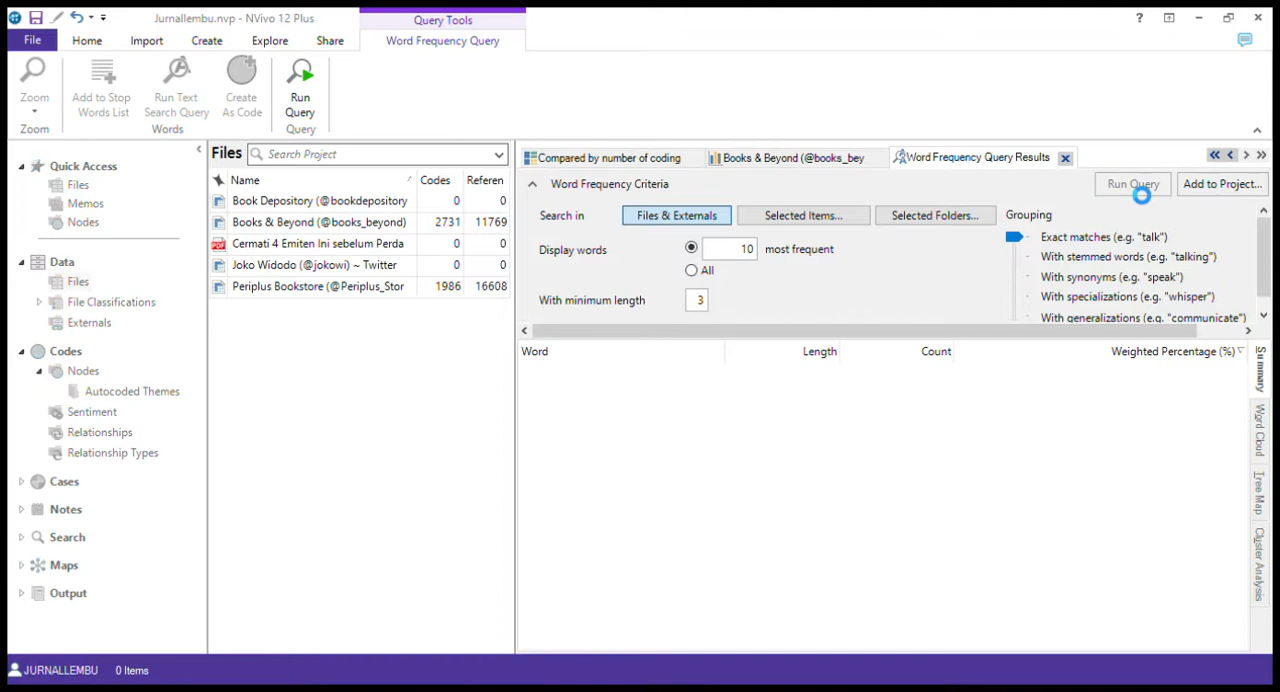 Jurnallembu.nvp - NVivo 12 Plus
Query Tools
?
File
Home
Import
Create
Explore
Share
Word Frequency Query
Zoom
Add to Stop
Words List
Run Text
Search Query
Create
As Code
Run
Query
Zoom
Words
Query
Quick Access
Files
Memos
Nodes
Data
Files
File Classifications
Externals
Codes
Nodes
Autocoded Themes
Sentiment
Relationships
Relationship Types
Cases
Notes
Search
Maps
Output
Files
Search Project
Name Codes Referen
Book Depository (@bookdepository 0 0
Books & Beyond (@books_beyond) 2731 11769
PDF Cermati 4 Emiten Ini sebelum Perda 0 0
Joko Widodo (@jokowi) ~ Twitter 0 0
Periplus Bookstore (@Periplus_Stor 1986 16608
Compared by number of coding
Books & Beyond (@books_bey
Word Frequency Query Results
Word Frequency Criteria
Run Query
Add to Project...
Search in
Files & Externals
Selected Items...
Selected Folders...
Grouping
Display words
10
most frequent
All
With minimum length
3
Exact matches (e.g. "talk")
With stemmed words (e.g. "talking")
With synonyms (e.g. "speak")
With specializations (e.g. "whisper")
With generalizations (e.g. "communicate")
Word Length Count Weighted Percentage (%)
Summary
Word Cloud
Tree Map
Cluster Analysis
JURNALLEMBU
0 Items